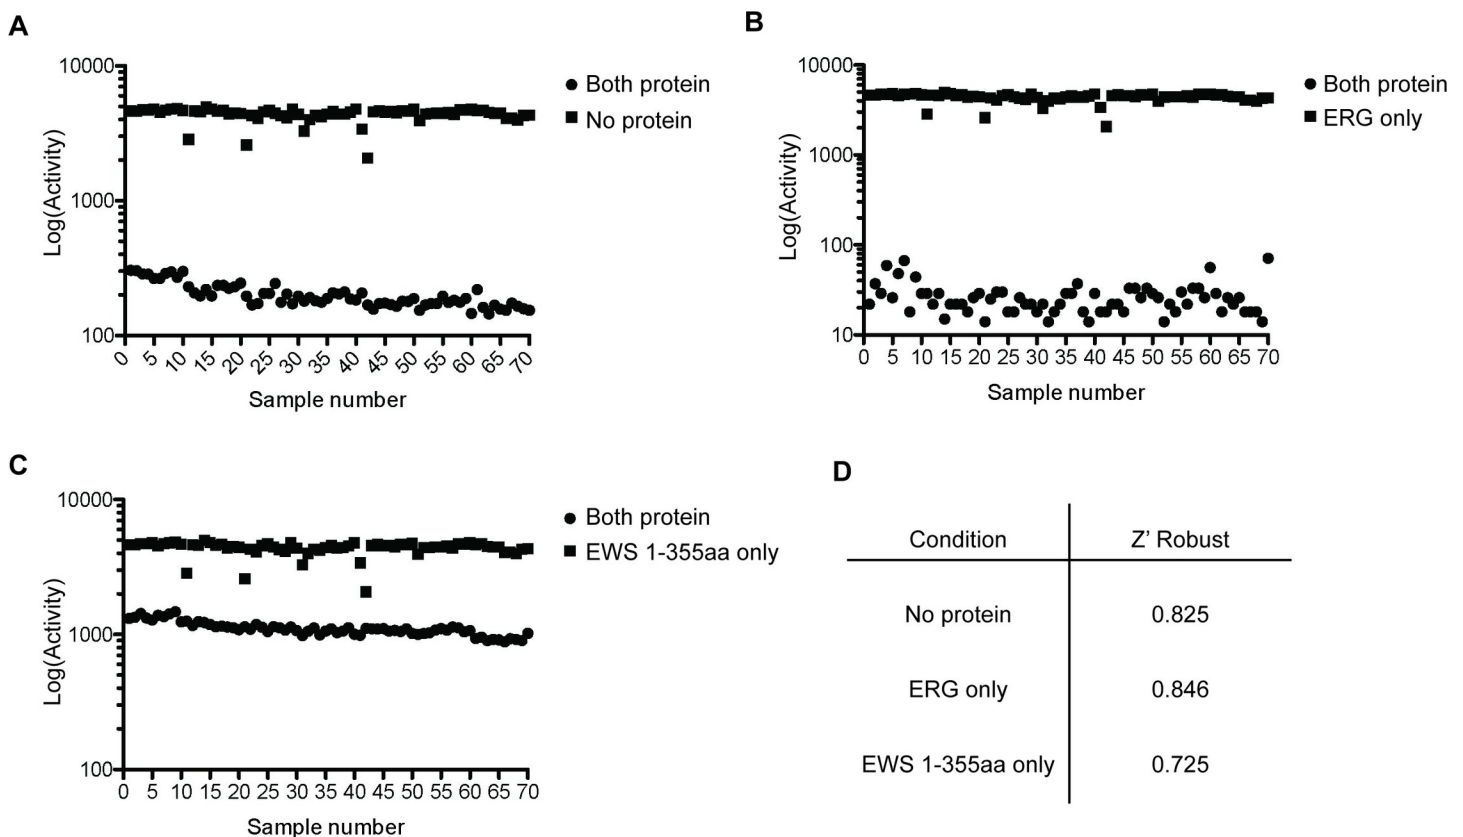 A
10000
1000
100
Log(Activity)
0 5 10 15 20 25 30 35 40 45 50 55 60 65 70
Sample number
Both protein
No protein
B
10000
1000
100
10
Log(Activity)
0 5 10 15 20 25 30 35 40 45 50 55 60 65 70
Sample number
Both protein
ERG only
C
10000
1000
100
Log(Activity)
0 5 10 15 20 25 30 35 40 45 50 55 60 65 70
Sample number
Both protein
EWS 1-355aa only
D
Condition Z' Robust
No protein 0.825
ERG only 0.846
EWS 1-355aa only 0.725